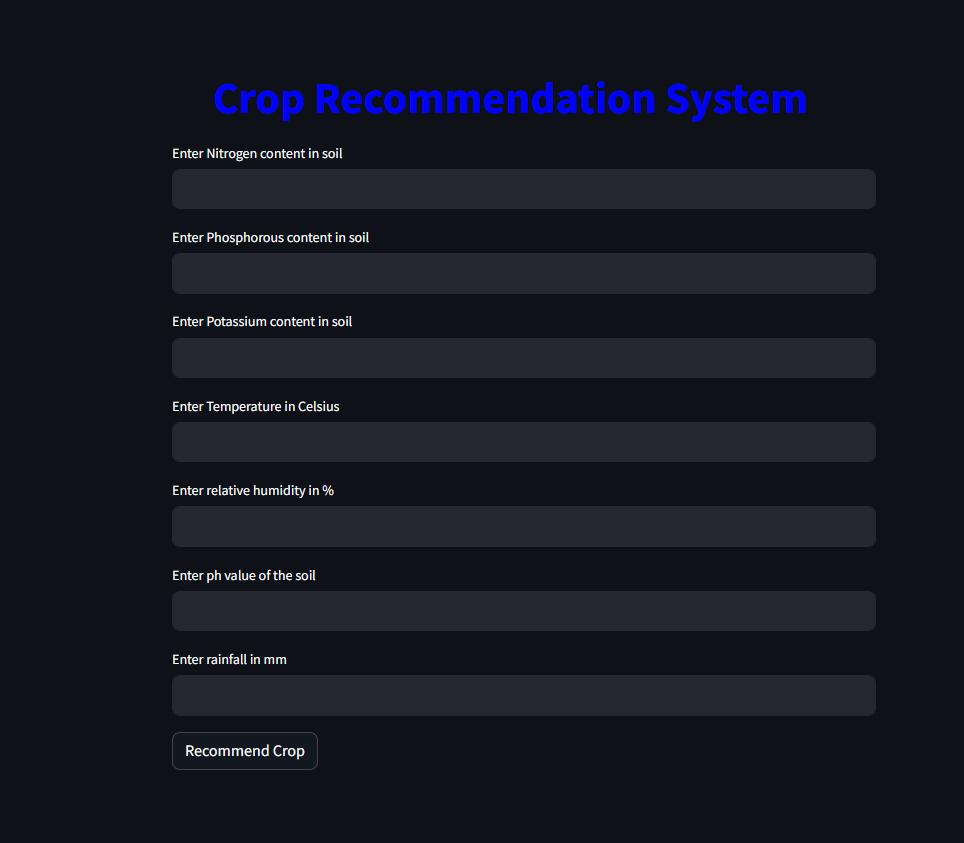 Crop Recommendation System
Enter Nitrogen content in soil
Enter Phosphorous content in soil
Enter Potassium content in soil
Enter Temperature in Celsius
Enter relative humidity in %
Enter ph value of the soil
Enter rainfall in mm
Recommend Crop